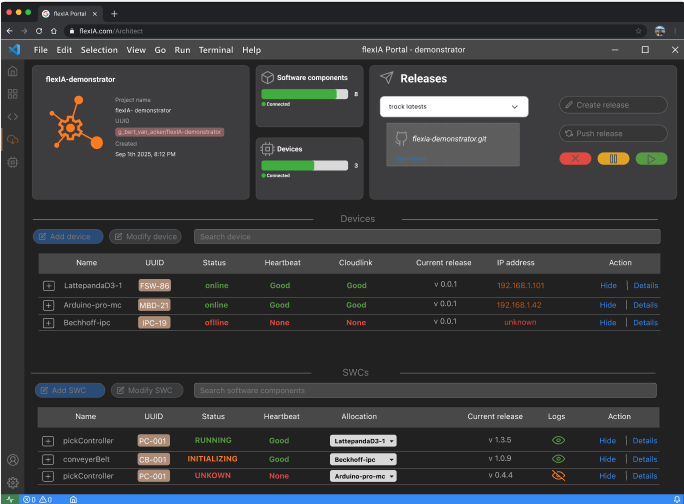 flexIA Portal
flexIA.com/Architect
File Edit Selection View Go Run Terminal Help
flexIA Portal - demonstrator
flexIA-demonstrator
Project name
flexIA- demonstrator
UUID
g_bert_van_acker/flexIA-demonstrator
Created
Sep 1th 2025, 8:12 PM
Software components
8
Connected
Devices
3
Connected
Releases
track latests
flexia-demonstrator.git
Create release
Push release
Devices
Add device Modify device Search device
Name UUID Status Heartbeat Cloudlink Current release IP address Action
LattepandaD3-1 FSW-86 online Good Good v 0.0.1 192.168.1.101 Hide | Details
Arduino-pro-mc MBD-21 online Good Good v 0.0.1 192.168.1.42 Hide | Details
Bechhoff-ipc iPC-19 offline None None v 0.0.1 unknown Hide | Details
SWCs
Add SWC Modify SWC Search software components
Name UUID Status Heartbeat Allocation Current release Logs Action
pickController PC-001 RUNNING Good LattepandaD3-1 v 1.3.5 Hide | Details
conveyerBelt CB-001 INITIALIZING Good Beckhoff-ipc v 1.0.9 Hide | Details
pickController PC-001 UNKOWN None Arduino-pro-mc v 0.4.4 Hide | Details
0 0